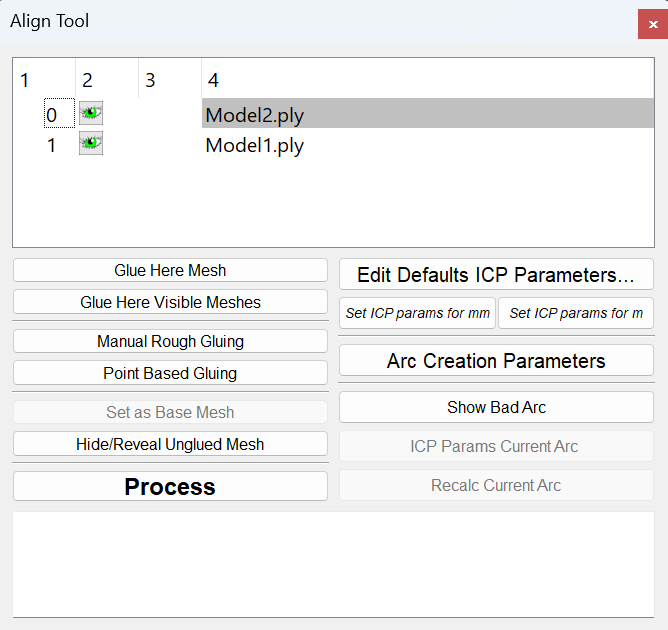 Align Tool
1 2 3 4
0 Model2.ply
1 Model1.ply
Glue Here Mesh
Glue Here Visible Meshes
Manual Rough Gluing
Point Based Gluing
Set as Base Mesh
Hide/Reveal Unglued Mesh
Process
Edit Defaults ICP Parameters...
Set ICP params for mm
Set ICP params for m
Arc Creation Parameters
Show Bad Arc
ICP Params Current Arc
Recalc Current Arc